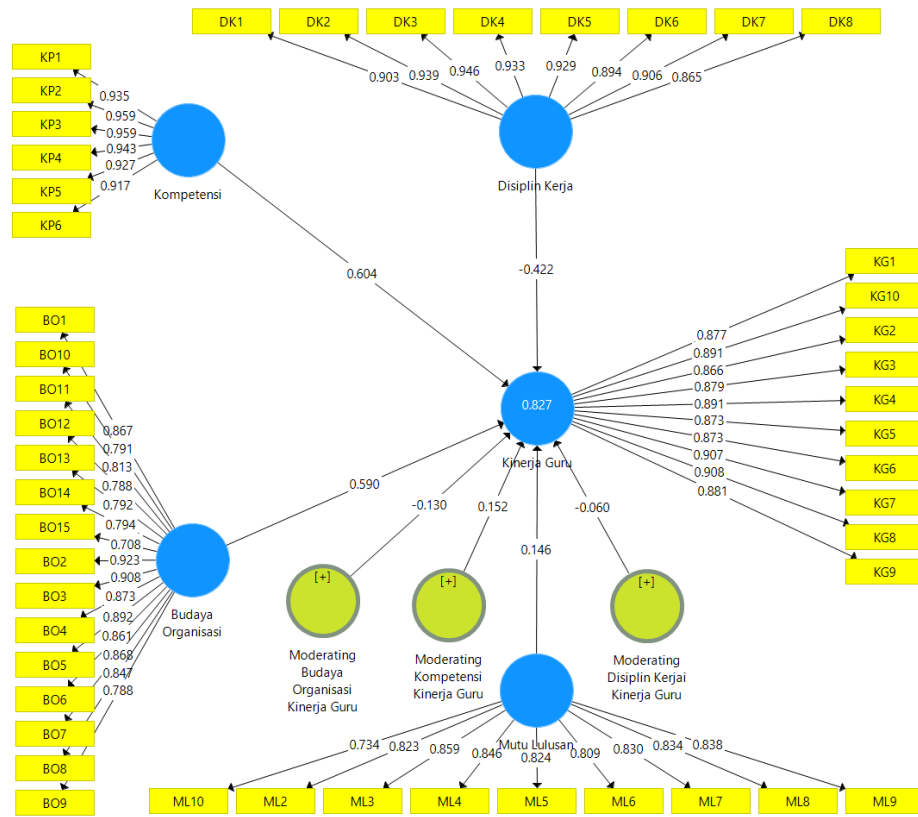 DK1
DK2
DK3
DK4
DK5
DK6
DK7
DK8
0.903
0.939
0.946
0.933
0.929
0.894
0.906
0.865
Disiplin Kerja
KP1
KP2
KP3
KP4
KP5
KP6
0.935
0.959
0.959
0.943
0.927
0.917
Kompetensi
0.604
-0.422
BO1
BO10
BO11
BO12
BO13
BO14
BO15
BO2
BO3
BO4
BO5
BO6
BO7
BO8
BO9
0.867
0.791
0.813
0.788
0.792
0.794
0.708
0.923
0.908
0.873
0.892
0.861
0.868
0.847
0.788
Budaya
Organisasi
0.590
0.827
Kinerja Guru
KG1
KG10
KG2
KG3
KG4
KG5
KG6
KG7
KG8
KG9
0.877
0.891
0.866
0.879
0.891
0.873
0.873
0.907
0.908
0.881
-0.130
0.152
0.146
-0.060
[+]
Moderating
Budaya
Organisasi
Kinerja Guru
[+]
Moderating
Kompetensi
Kinerja Guru
[+]
Moderating
Disiplin Kerjai
Kinerja Guru
Mutu Lulusan
0.734
0.823
0.859
0.846
0.824
0.809
0.830
0.834
0.838
ML10
ML2
ML3
ML4
ML5
ML6
ML7
ML8
ML9